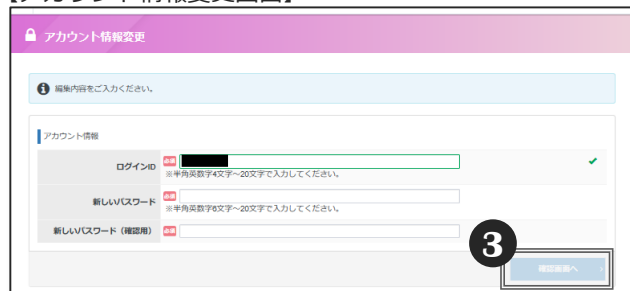 【アカウント情報変更画面】
アカウント情報変更
編集内容をご入力ください。
アカウント情報
ログインID 必須
※半角英数字4文字～20文字で入力してください。
新しいパスワード 必須
※半角英数字6文字～20文字で入力してください。
新しいパスワード（確認用） 必須
3
確認画面へ